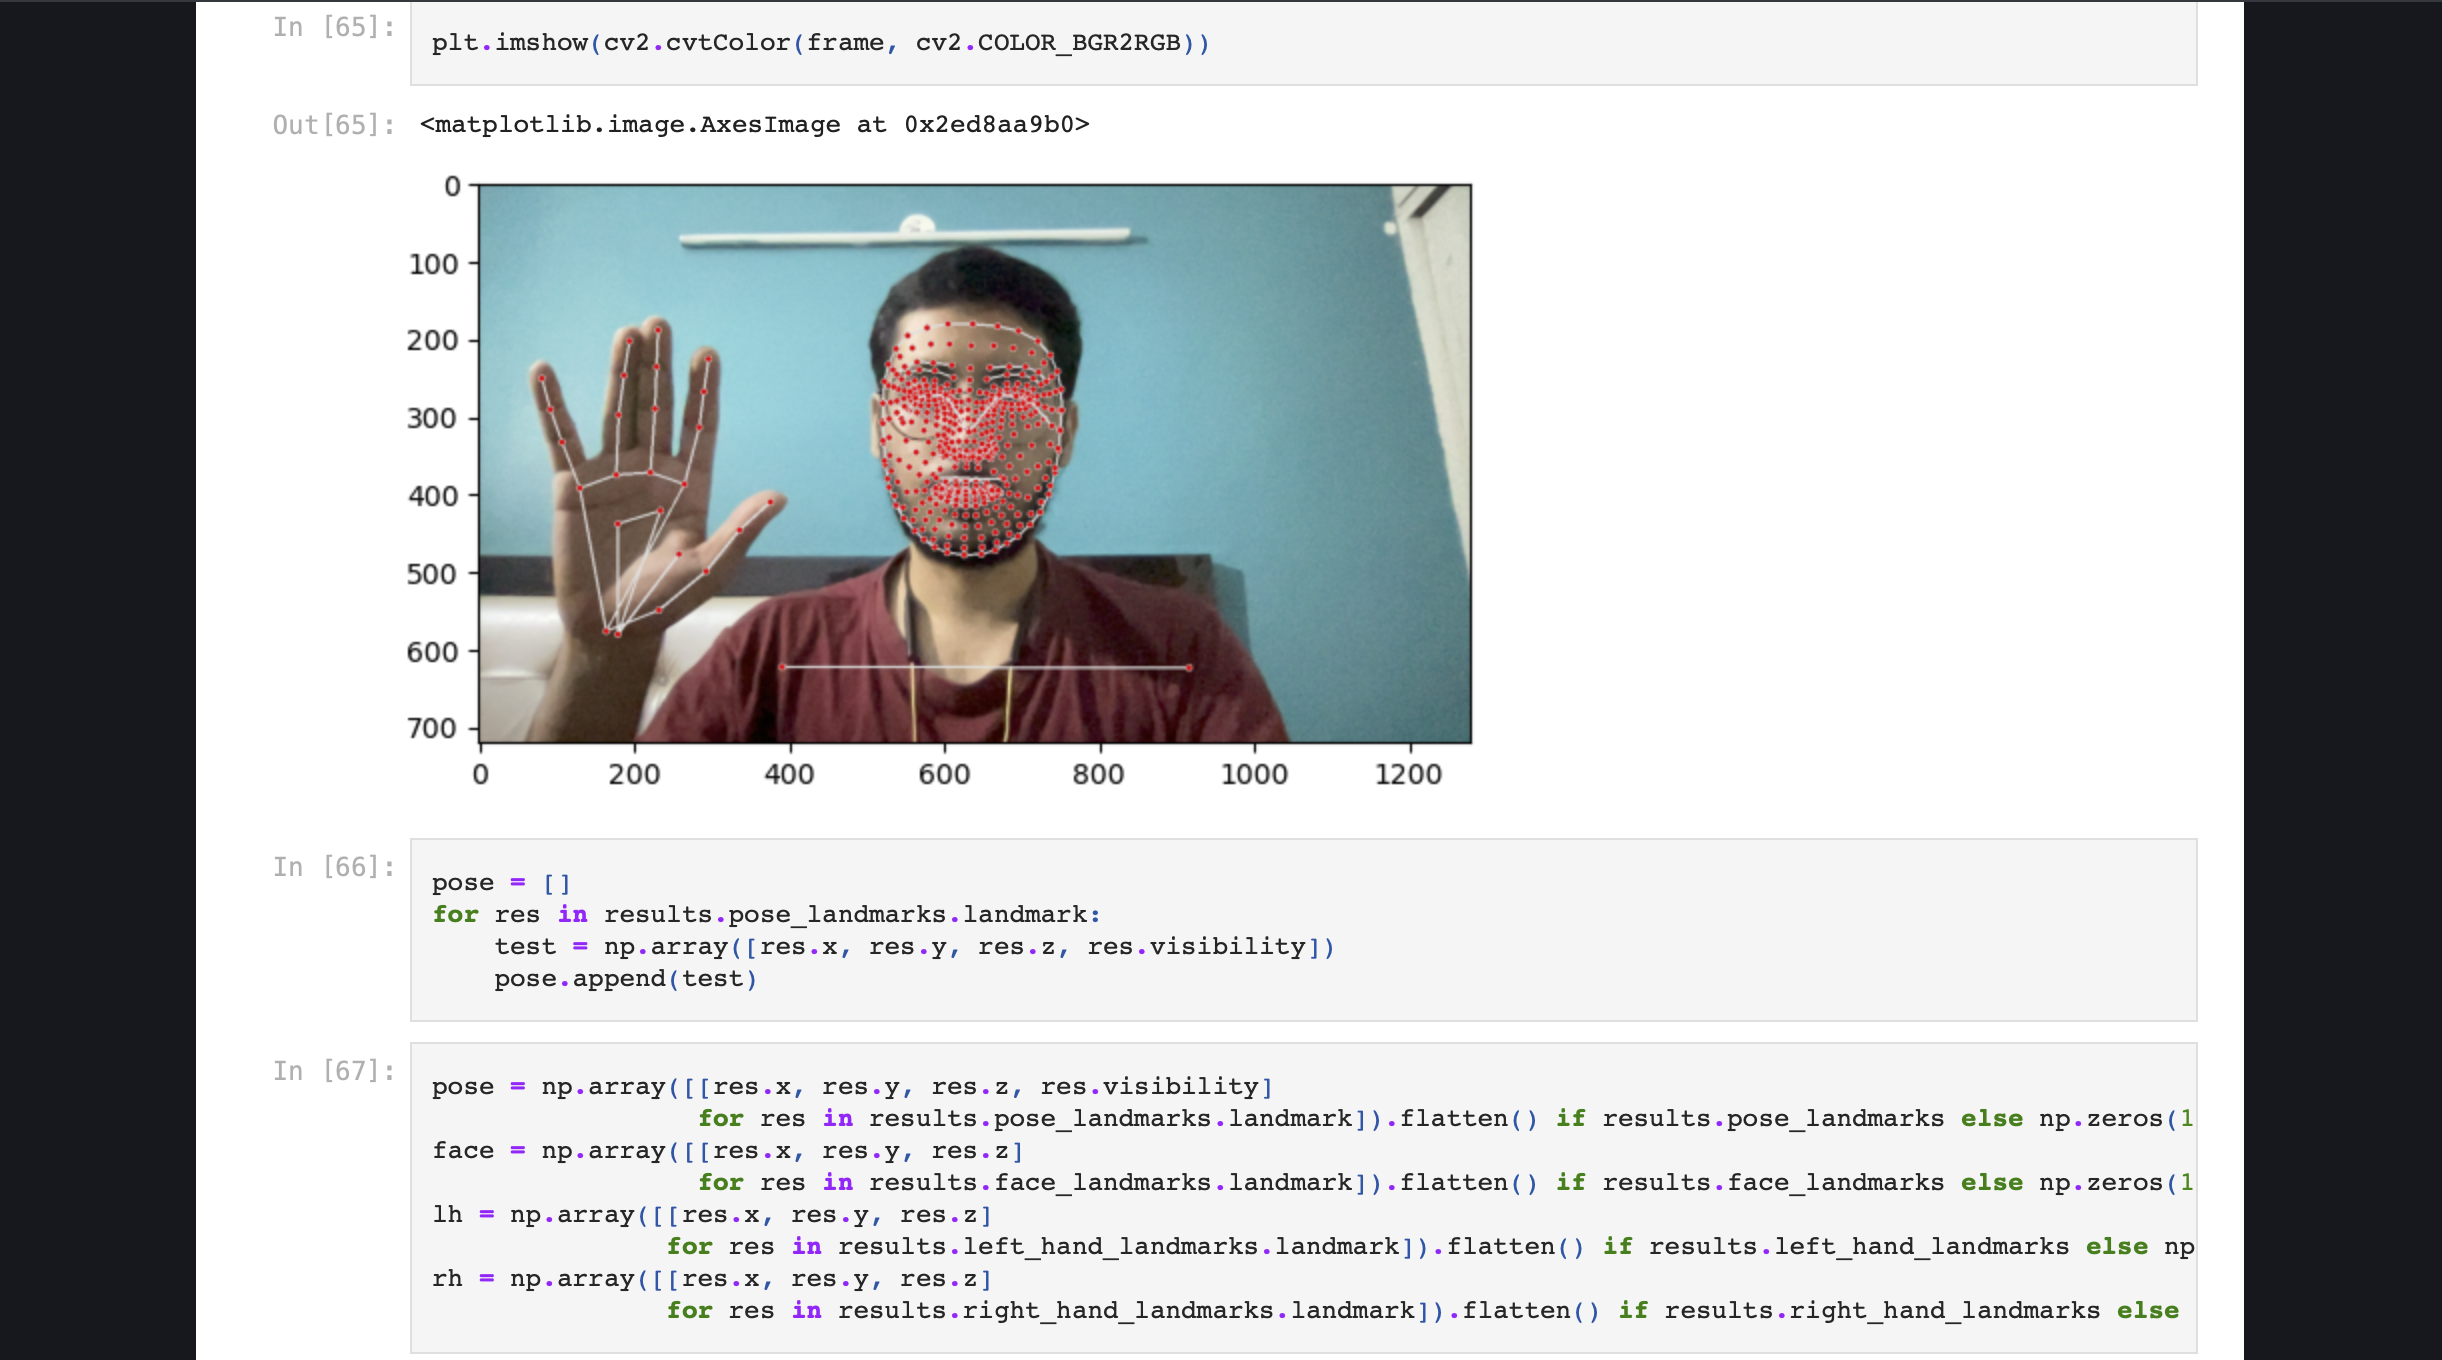 In [65]:
plt.imshow(cv2.cvtColor(frame, cv2.COLOR_BGR2RGB))
Out[65]: <matplotlib.image.AxesImage at 0x2ed8aa9b0>
0
100
200
300
400
500
600
700
0 200 400 600 800 1000 1200
In [66]:
pose = []
for res in results.pose_landmarks.landmark:
    test = np.array([res.x, res.y, res.z, res.visibility])
    pose.append(test)
In [67]:
pose = np.array([[res.x, res.y, res.z, res.visibility]
                 for res in results.pose_landmarks.landmark]).flatten() if results.pose_landmarks else np.zeros(1
face = np.array([[res.x, res.y, res.z]
                 for res in results.face_landmarks.landmark]).flatten() if results.face_landmarks else np.zeros(1
lh = np.array([[res.x, res.y, res.z]
               for res in results.left_hand_landmarks.landmark]).flatten() if results.left_hand_landmarks else np
rh = np.array([[res.x, res.y, res.z]
               for res in results.right_hand_landmarks.landmark]).flatten() if results.right_hand_landmarks else